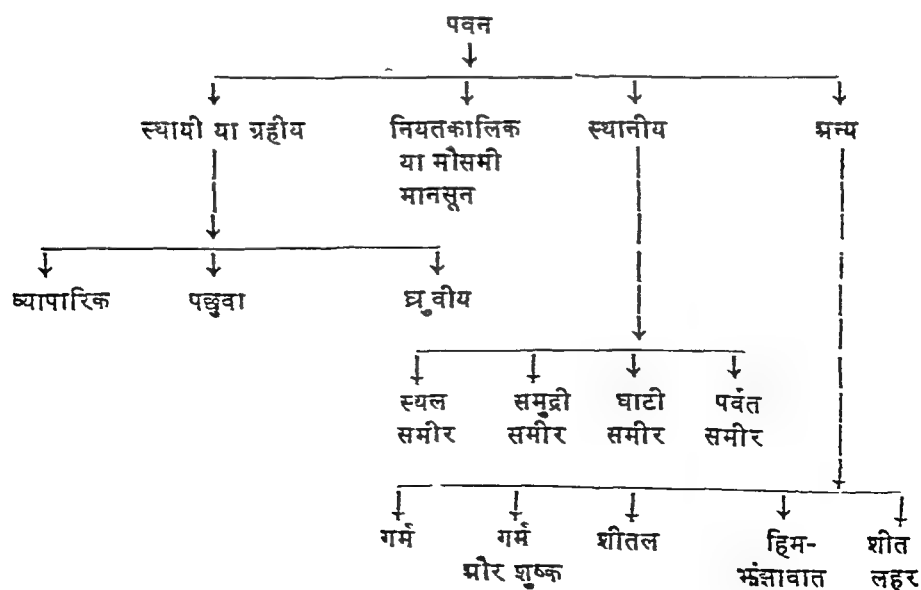 पवन
स्थायी या ग्रहीय नियतकालिक स्थानीय अन्य
या मौसमी
मानसून
व्यापारिक पछुवा ध्रुवीय
स्थल समुद्री घाटी पर्वत
समीर समीर समीर समीर
गर्म गर्म शीतल हिम- शीत
और शुष्क झंझावात लहर